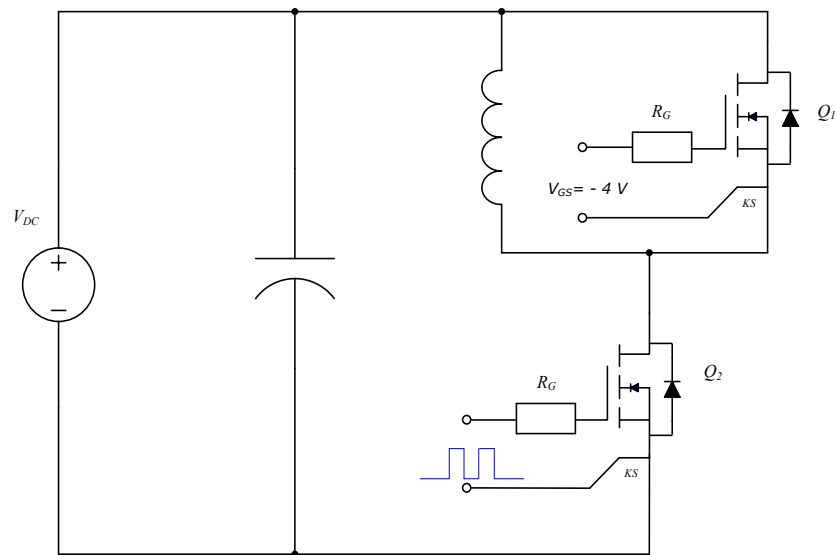 R_G
Q_1
V_GS= - 4 V
KS
V_DC
+
−
R_G
Q_2
KS